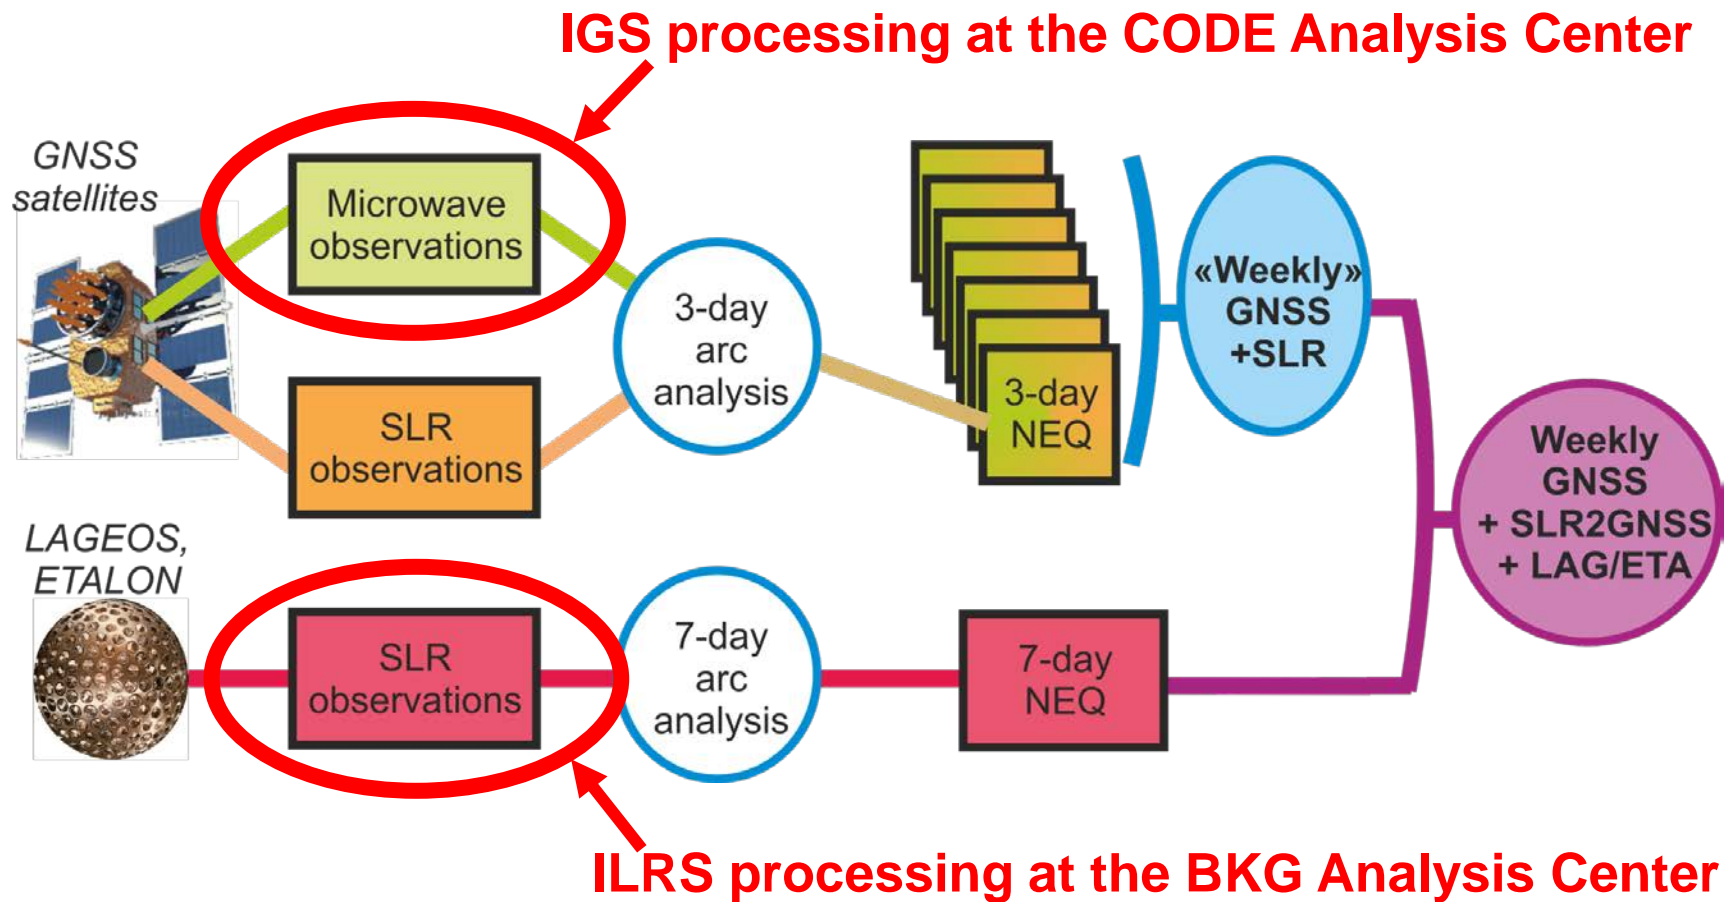 IGS processing at the CODE Analysis Center
GNSS
satellites
Microwave
observations
SLR
observations
3-day
arc
analysis
3-day
NEQ
«Weekly»
GNSS
+SLR
Weekly
GNSS
+ SLR2GNSS
+ LAG/ETA
LAGEOS,
ETALON
SLR
observations
7-day
arc
analysis
7-day
NEQ
ILRS processing at the BKG Analysis Center